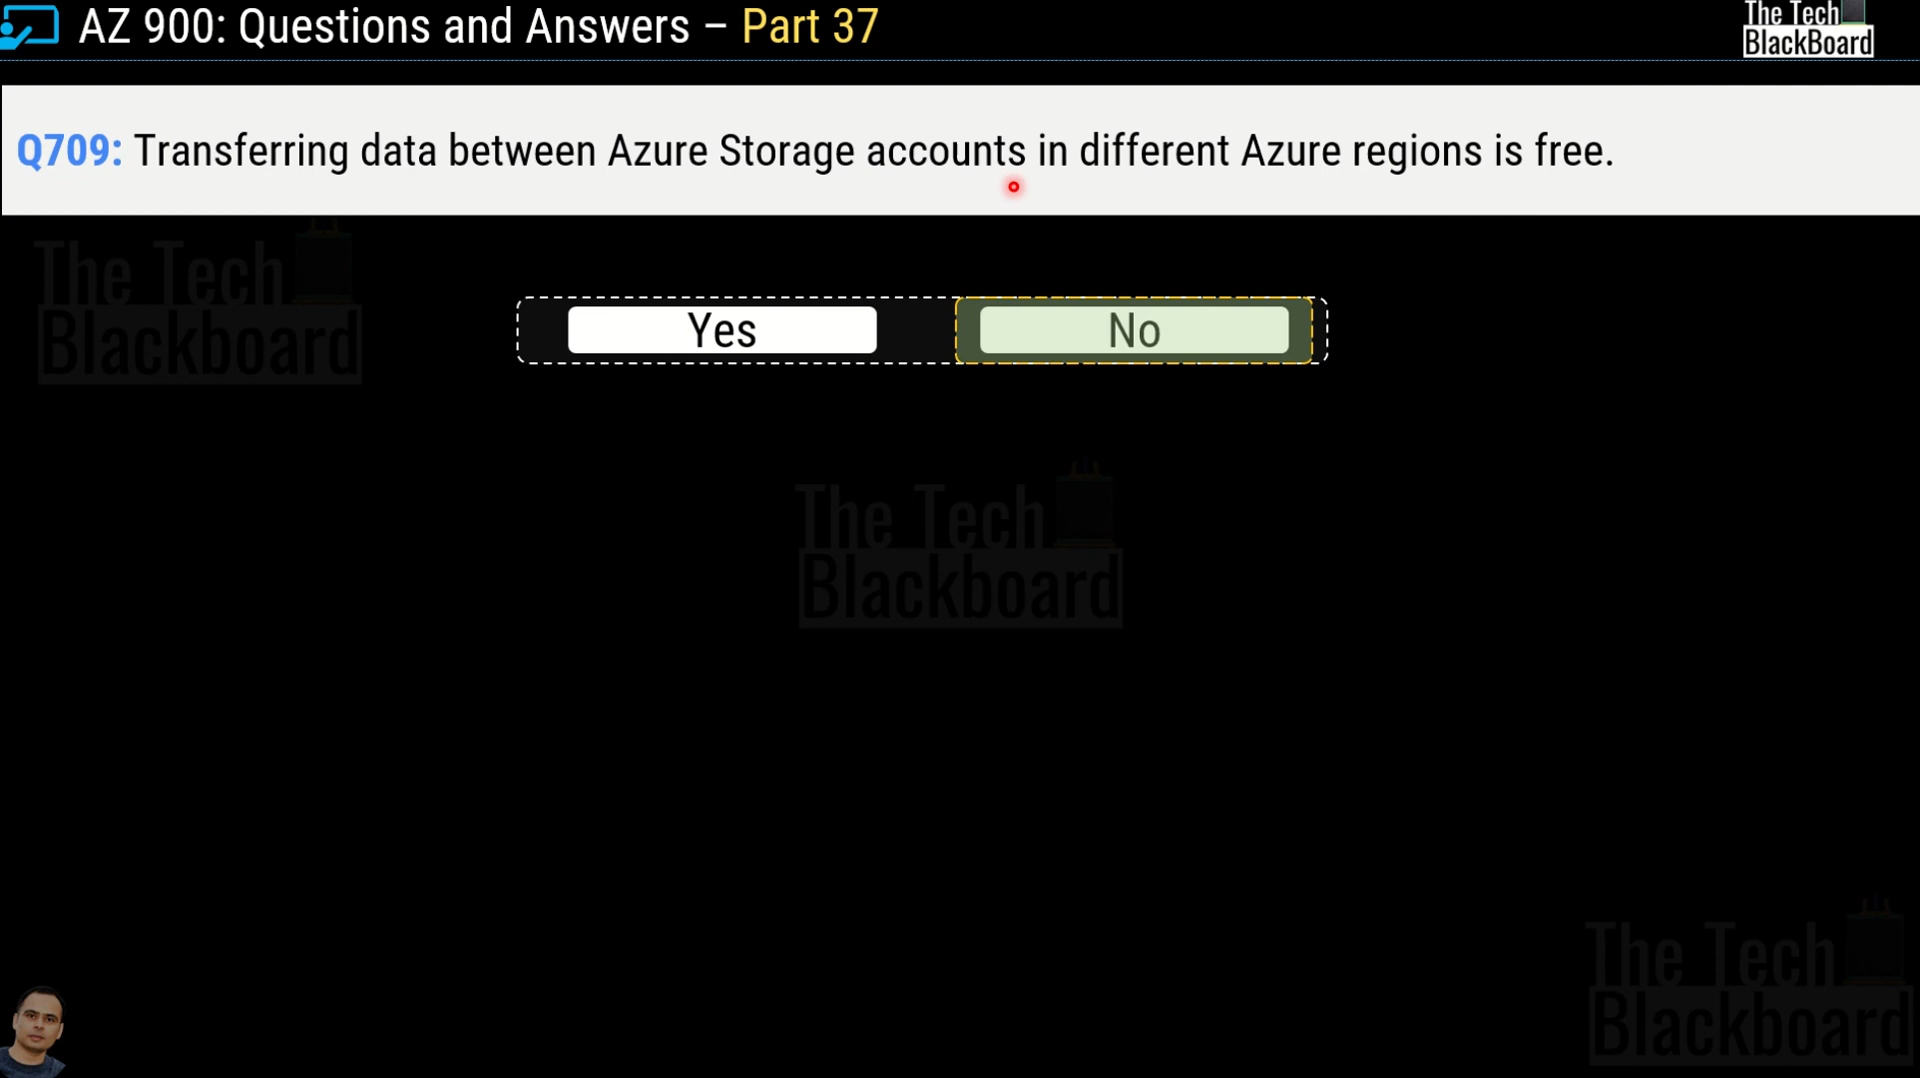 AZ 900: Questions and Answers – Part 37
The Tech
BlackBoard
Q709: Transferring data between Azure Storage accounts in different Azure regions is free.
The Tech
Blackboard
Yes
No
The Tech
Blackboard
The Tech
Blackboard